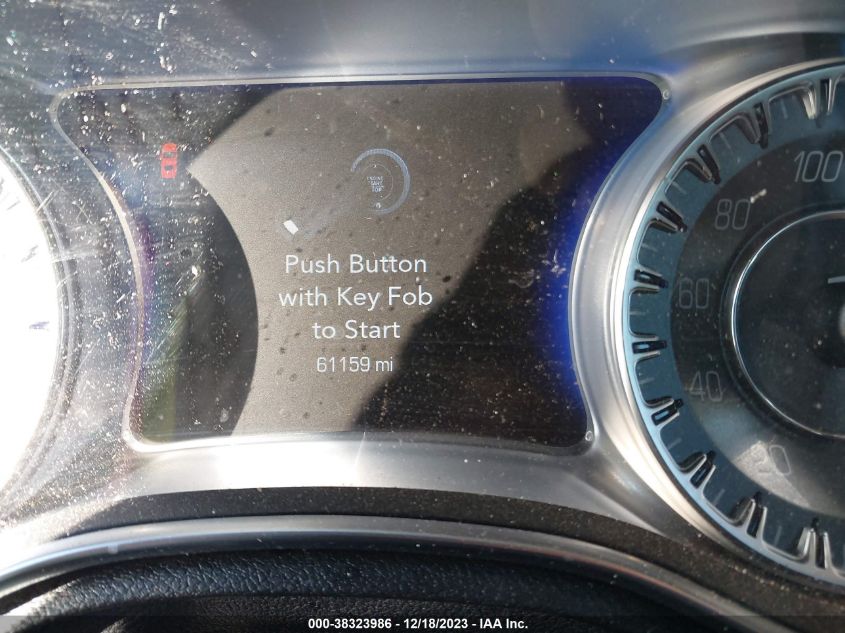 ENGINE
START
STOP
Push Button
with Key Fob
to Start
61159 mi
100
80
60
40
20
000-38323986 - 12/18/2023 - IAA Inc.